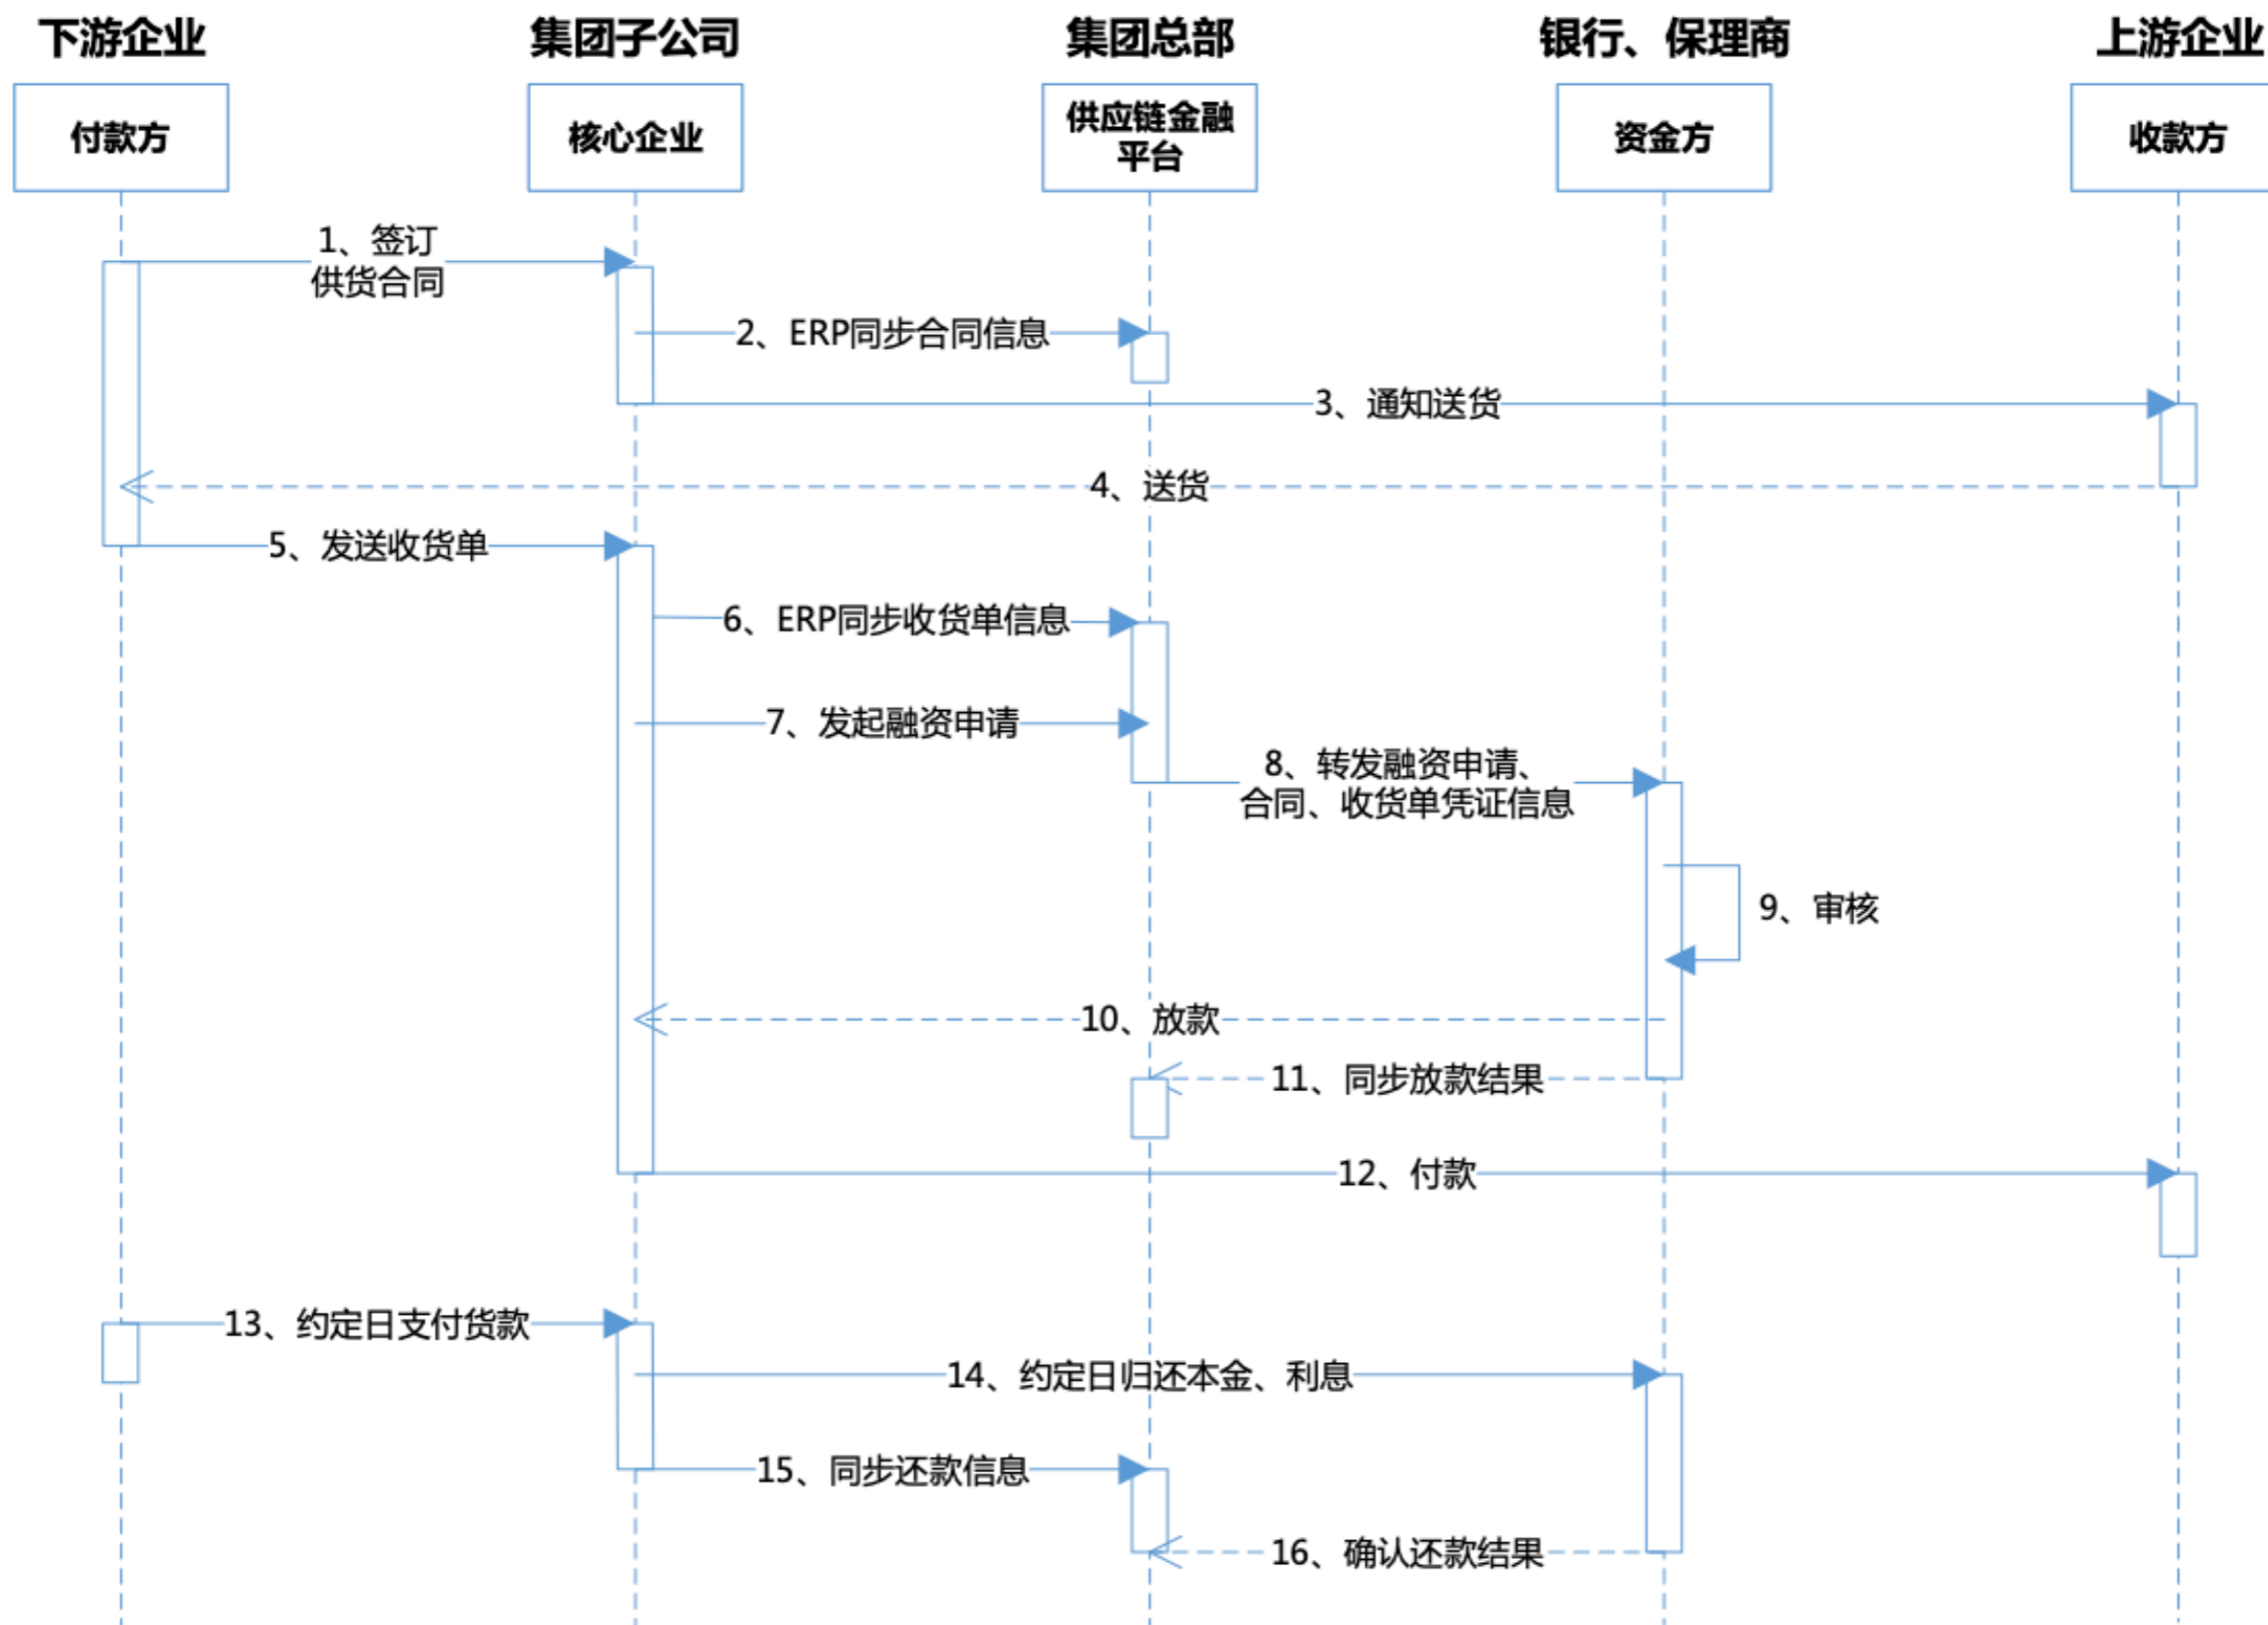 下游企业
集团子公司
集团总部
银行、保理商
上游企业
付款方
核心企业
供应链金融
平台
资金方
收款方
1、签订
供货合同
2、ERP同步合同信息
3、通知送货
4、送货
5、发送收货单
6、ERP同步收货单信息
7、发起融资申请
8、转发融资申请、
合同、收货单凭证信息
9、审核
10、放款
11、同步放款结果
12、付款
13、约定日支付货款
14、约定日归还本金、利息
15、同步还款信息
16、确认还款结果